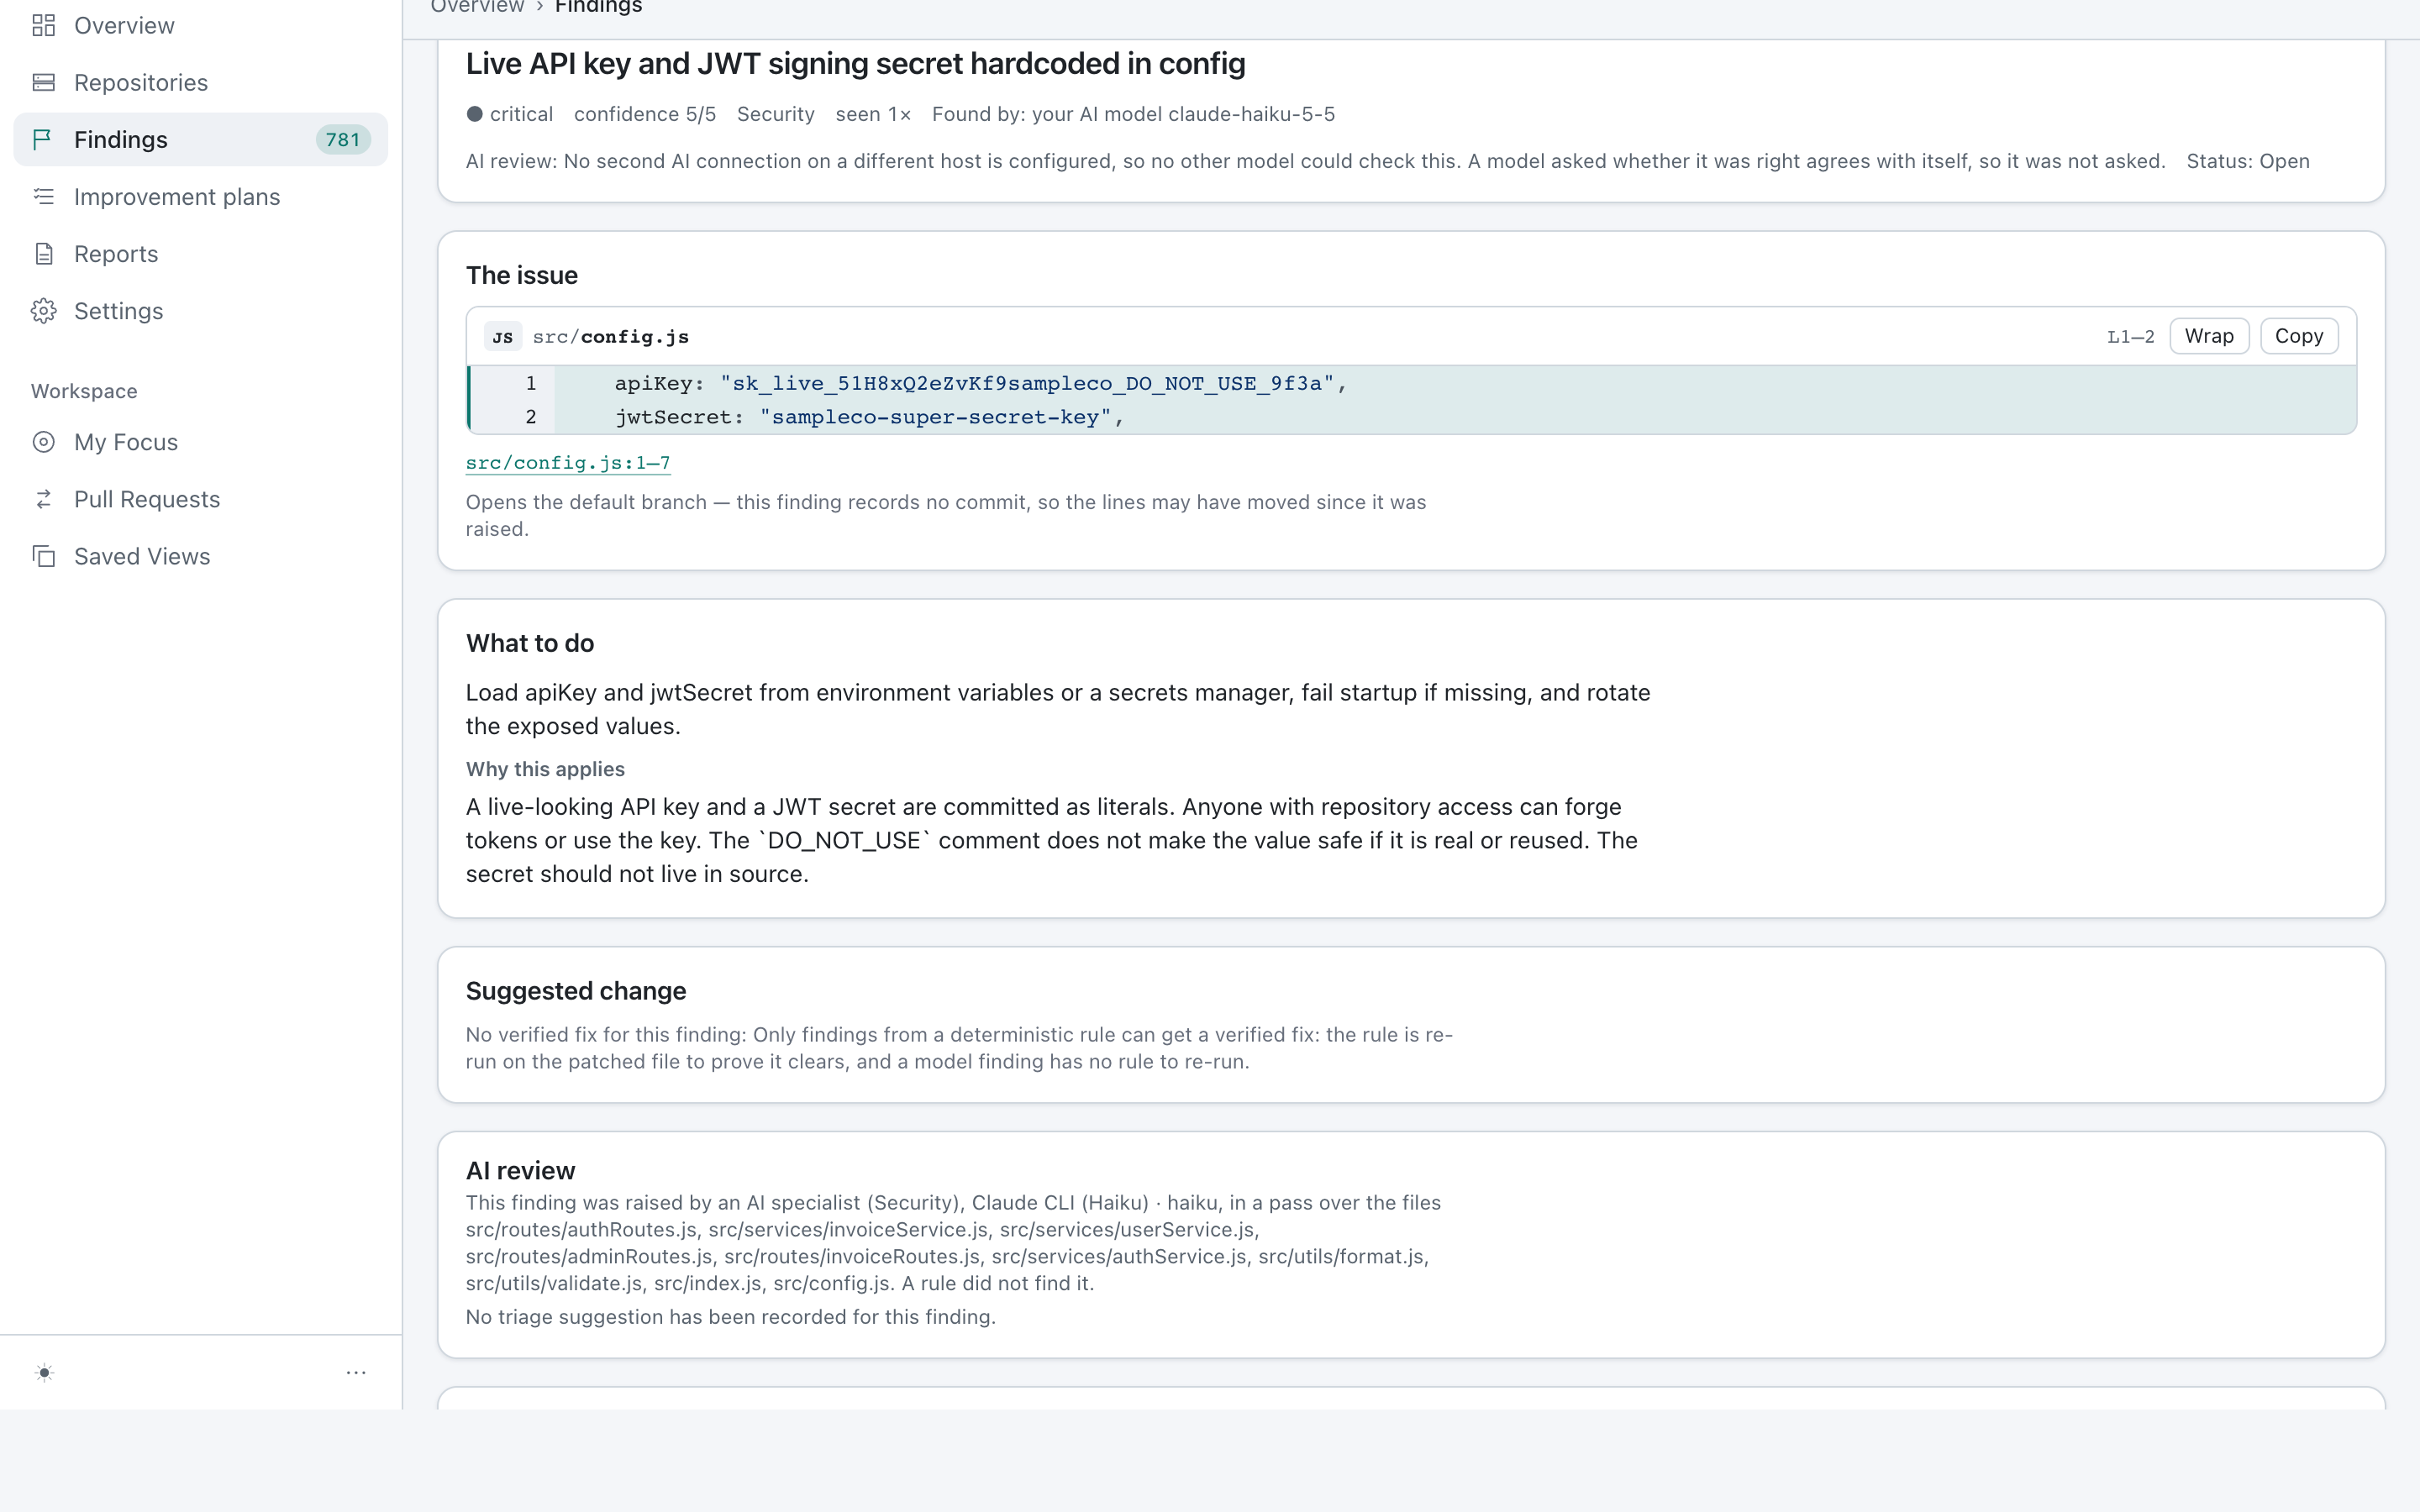 Overview
Repositories
Findings 781
Improvement plans
Reports
Settings
Workspace
My Focus
Pull Requests
Saved Views
...
Overview › Findings
Live API key and JWT signing secret hardcoded in config
critical confidence 5/5 Security seen 1× Found by: your AI model claude-haiku-5-5
AI review: No second AI connection on a different host is configured, so no other model could check this. A model asked whether it was right agrees with itself, so it was not asked. Status: Open
The issue
JS src/config.js L1–2 Wrap Copy
1 apiKey: "sk_live_51H8xQ2eZvKf9sampleco_DO_NOT_USE_9f3a",
2 jwtSecret: "sampleco-super-secret-key",
src/config.js:1–7
Opens the default branch — this finding records no commit, so the lines may have moved since it was
raised.
What to do
Load apiKey and jwtSecret from environment variables or a secrets manager, fail startup if missing, and rotate
the exposed values.
Why this applies
A live-looking API key and a JWT secret are committed as literals. Anyone with repository access can forge
tokens or use the key. The `DO_NOT_USE` comment does not make the value safe if it is real or reused. The
secret should not live in source.
Suggested change
No verified fix for this finding: Only findings from a deterministic rule can get a verified fix: the rule is re-
run on the patched file to prove it clears, and a model finding has no rule to re-run.
AI review
This finding was raised by an AI specialist (Security), Claude CLI (Haiku) · haiku, in a pass over the files
src/routes/authRoutes.js, src/services/invoiceService.js, src/services/userService.js,
src/routes/adminRoutes.js, src/routes/invoiceRoutes.js, src/services/authService.js, src/utils/format.js,
src/utils/validate.js, src/index.js, src/config.js. A rule did not find it.
No triage suggestion has been recorded for this finding.